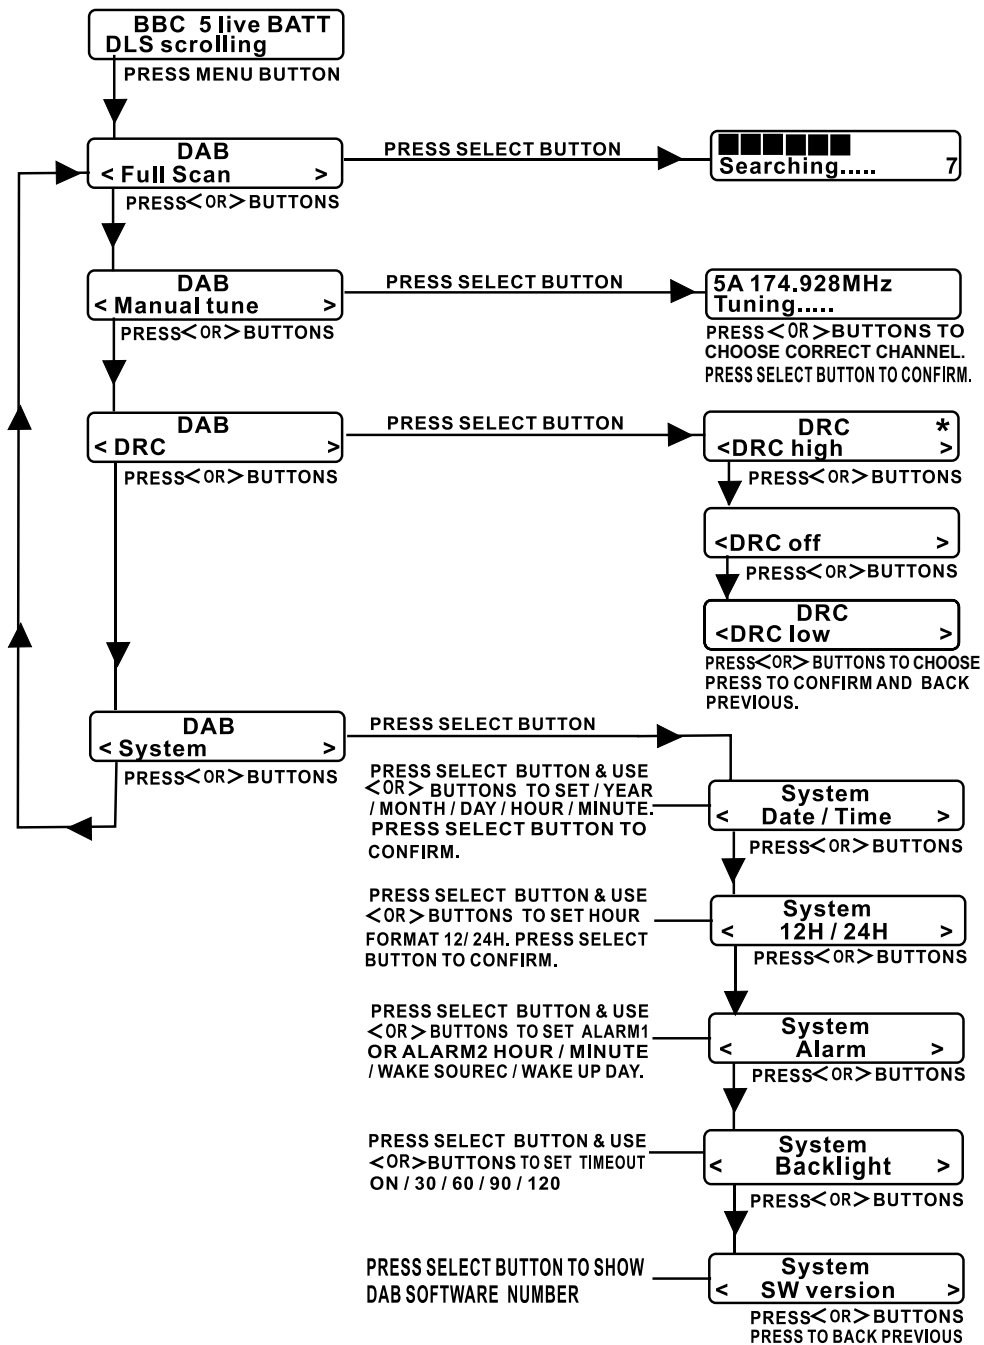 BBC 5 live BATT
DLS scrolling
PRESS MENU BUTTON
DAB
< Full Scan >
PRESS SELECT BUTTON
Searching..... 7
PRESS<OR>BUTTONS
DAB
< Manual tune >
PRESS SELECT BUTTON
5A 174.928MHz
Tuning.....
PRESS<OR>BUTTONS
PRESS <OR>BUTTONS TO
CHOOSE CORRECT CHANNEL.
PRESS SELECT BUTTON TO CONFIRM.
DAB
< DRC >
PRESS SELECT BUTTON
DRC *
<DRC high >
PRESS<OR>BUTTONS
PRESS<OR>BUTTONS
<DRC off >
PRESS<OR>BUTTONS
DRC
<DRC low >
PRESS<OR> BUTTONS TO CHOOSE
PRESS TO CONFIRM AND BACK
PREVIOUS.
DAB
< System >
PRESS SELECT BUTTON
PRESS<OR>BUTTONS
PRESS SELECT BUTTON & USE
<OR> BUTTONS TO SET / YEAR
/ MONTH / DAY / HOUR / MINUTE.
PRESS SELECT BUTTON TO
CONFIRM.
System
< Date / Time >
PRESS<OR>BUTTONS
PRESS SELECT BUTTON & USE
<OR>BUTTONS TO SET HOUR
FORMAT 12/ 24H. PRESS SELECT
BUTTON TO CONFIRM.
System
< 12H / 24H >
PRESS<OR>BUTTONS
PRESS SELECT BUTTON & USE
<OR>BUTTONS TO SET ALARM1
OR ALARM2 HOUR / MINUTE
/ WAKE SOUREC / WAKE UP DAY.
System
< Alarm >
PRESS<OR>BUTTONS
PRESS SELECT BUTTON & USE
<OR>BUTTONS TO SET TIMEOUT
ON / 30 / 60 / 90 / 120
System
< Backlight >
PRESS<OR>BUTTONS
PRESS SELECT BUTTON TO SHOW
DAB SOFTWARE NUMBER
System
< SW version >
PRESS<OR>BUTTONS
PRESS TO BACK PREVIOUS